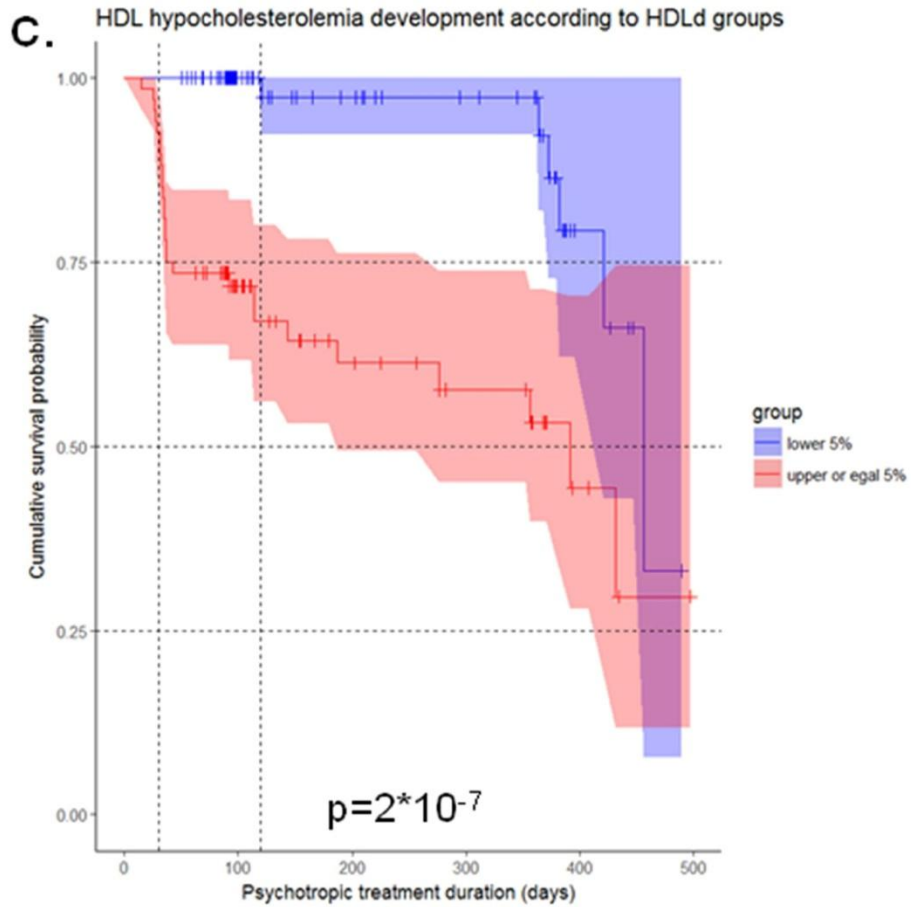 C.
HDL hypocholesterolemia development according to HDLd groups
1.00
0.75
0.50
0.25
0.00
Cumulative survival probability
group
lower 5%
upper or egal 5%
p=2*10⁻⁷
0 100 200 300 400 500
Psychotropic treatment duration (days)